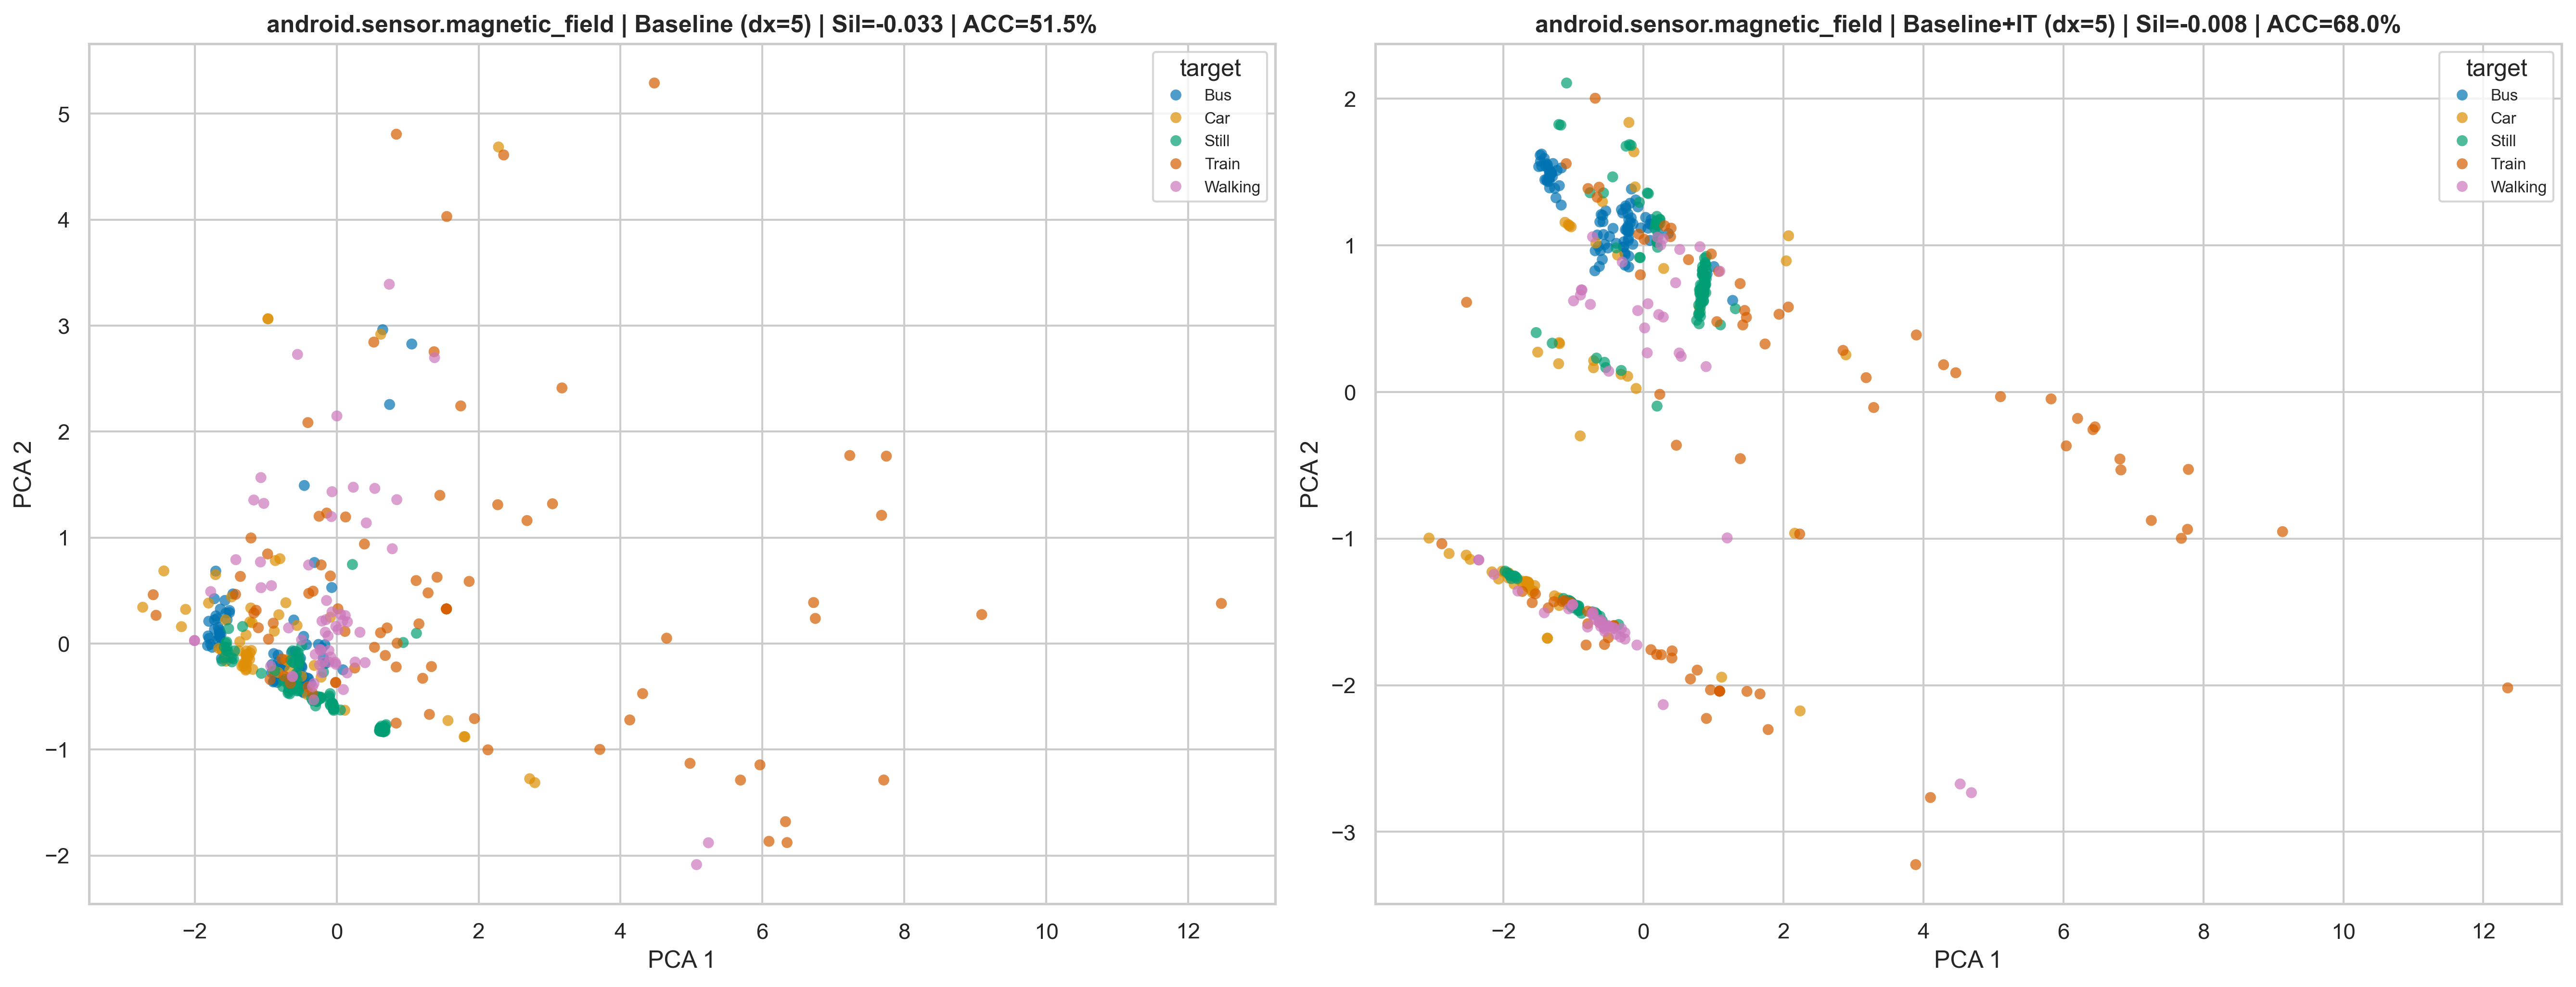 android.sensor.magnetic_field | Baseline (dx=5) | Sil=-0.033 | ACC=51.5%
target
Bus
Car
Still
Train
Walking
5
4
3
2
1
0
−1
−2
PCA 2
−2
0
2
4
6
8
10
12
PCA 1
android.sensor.magnetic_field | Baseline+IT (dx=5) | Sil=-0.008 | ACC=68.0%
target
Bus
Car
Still
Train
Walking
2
1
0
−1
−2
−3
PCA 2
−2
0
2
4
6
8
10
12
PCA 1